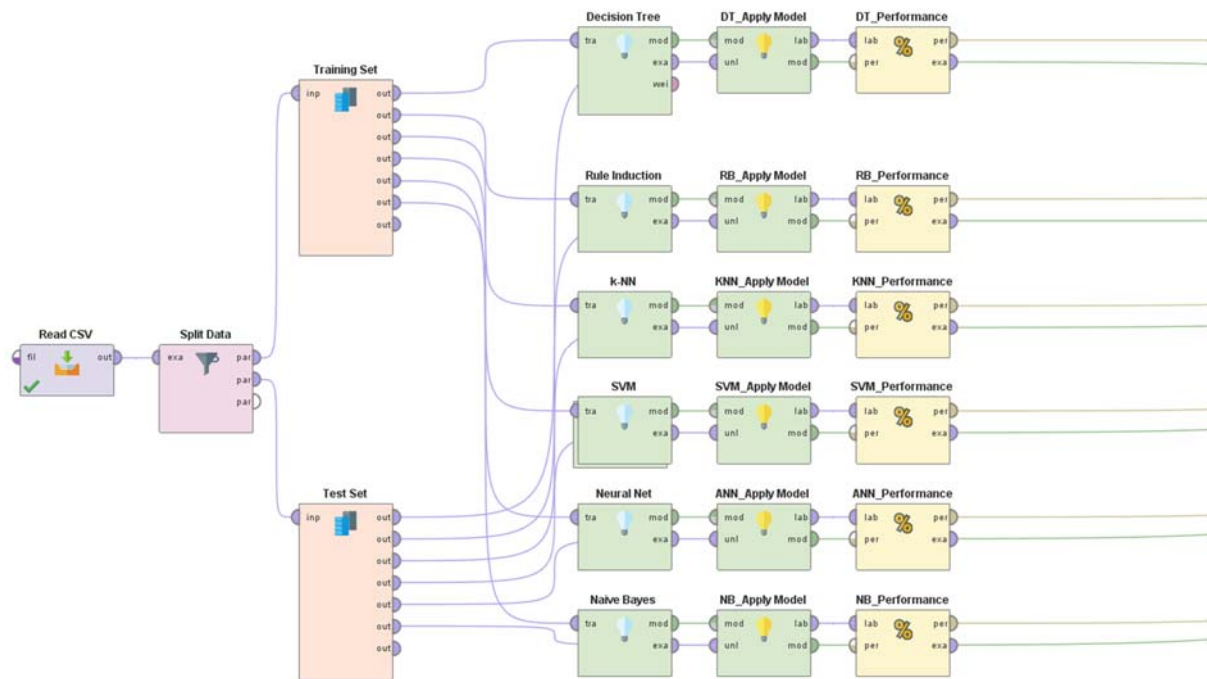 Decision Tree DT_Apply Model DT_Performance
tra mod mod lab lab per
exa unl mod per exa
wei
Training Set
inp out
out
out
out
out
out
out
Rule Induction RB_Apply Model RB_Performance
tra mod mod lab lab per
exa unl mod per exa
k-NN KNN_Apply Model KNN_Performance
tra mod mod lab lab per
exa unl mod per exa
Read CSV Split Data
fil out exa par
par
par
SVM SVM_Apply Model SVM_Performance
tra mod mod lab lab per
exa unl mod per exa
Test Set
inp out
out
out
out
out
out
out
Neural Net ANN_Apply Model ANN_Performance
tra mod mod lab lab per
exa unl mod per exa
Naive Bayes NB_Apply Model NB_Performance
tra mod mod lab lab per
exa unl mod per exa